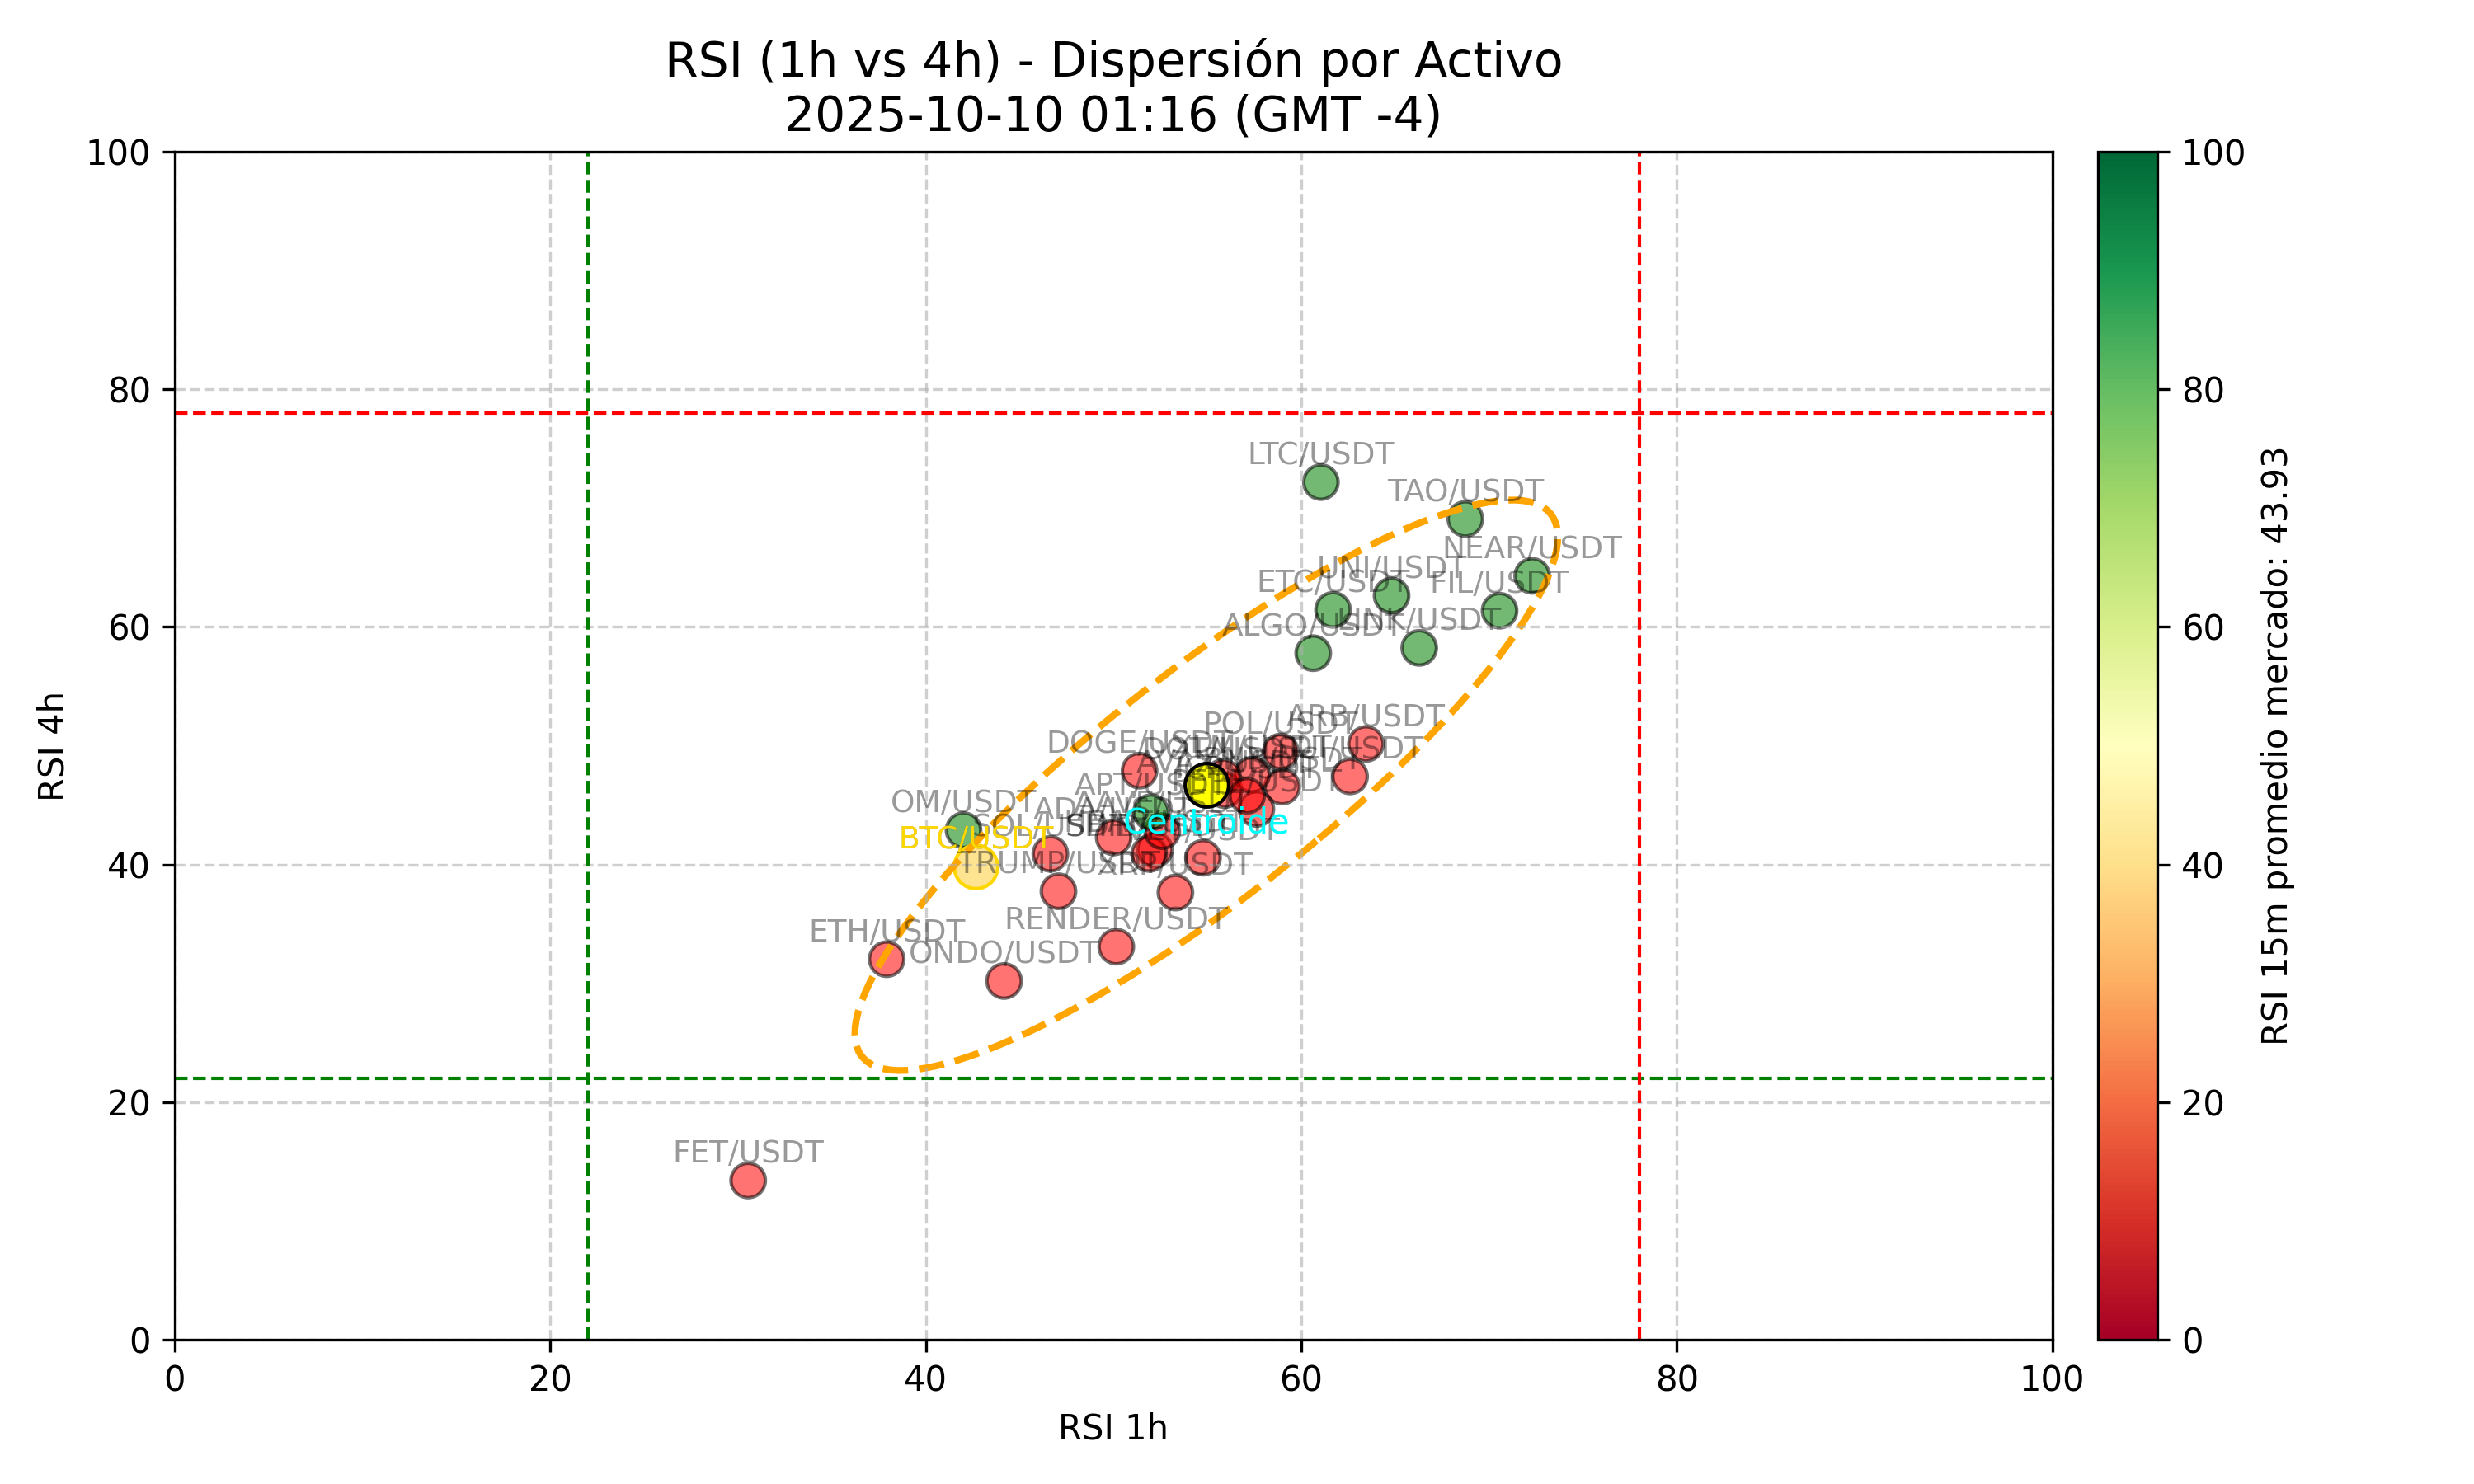 RSI (1h vs 4h) - Dispersión por Activo
2025-10-10 01:16 (GMT -4)
100
80
60
40
20
0
RSI 4h
LTC/USDT
TAO/USDT
NEAR/USDT
UNI/USDT
ETC/USDT
FIL/USDT
ALGO/USDT
LINK/USDT
ARB/USDT
POL/USDT
DOGE/USDT
APT/USDT
OM/USDT
BTC/USDT
Centroide
TRUMP/USDT
XRP/USDT
RENDER/USDT
ETH/USDT
ONDO/USDT
FET/USDT
0
20
40
60
80
100
RSI 1h
100
80
60
40
20
0
RSI 15m promedio mercado: 43.93